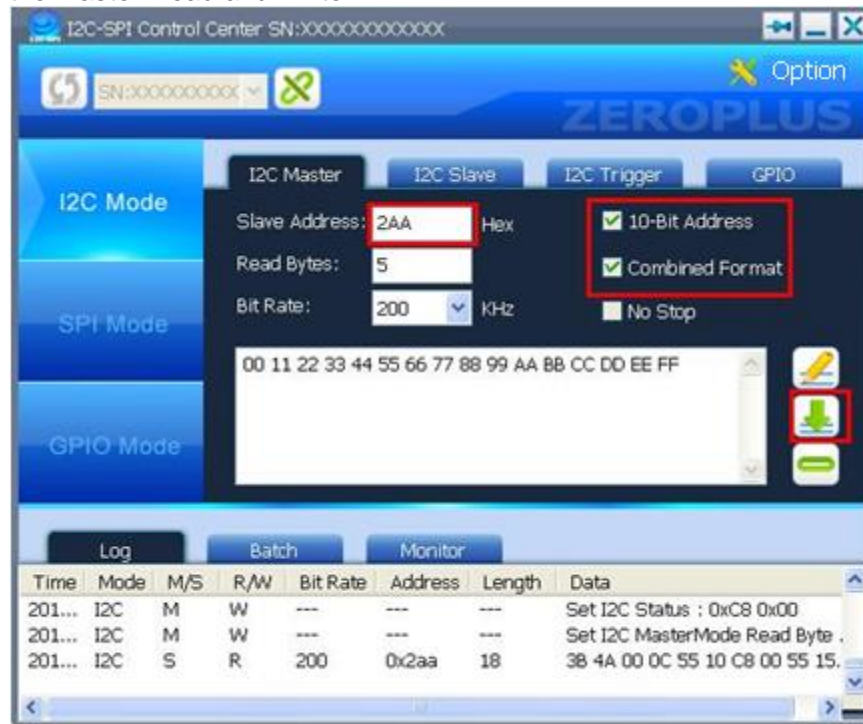 I2C-SPI Control Center SN:XXXXXXXXXXXXX
SN:XXXXXXXXX
Option
ZEROPLUS
I2C Mode
SPI Mode
GPIO Mode
I2C Master I2C Slave I2C Trigger GPIO
Slave Address: 2AA Hex 10-Bit Address
Read Bytes: 5 Combined Format
Bit Rate: 200 KHz No Stop
00 11 22 33 44 55 66 77 88 99 AA BB CC DD EE FF
Log Batch Monitor
Time Mode M/S R/W Bit Rate Address Length Data
201... I2C M W --- --- --- Set I2C Status : 0xC8 0x00
201... I2C M W --- --- --- Set I2C MasterMode Read Byte .
201... I2C S R 200 0x2aa 18 3B 4A 00 0C 55 10 C8 00 55 15.